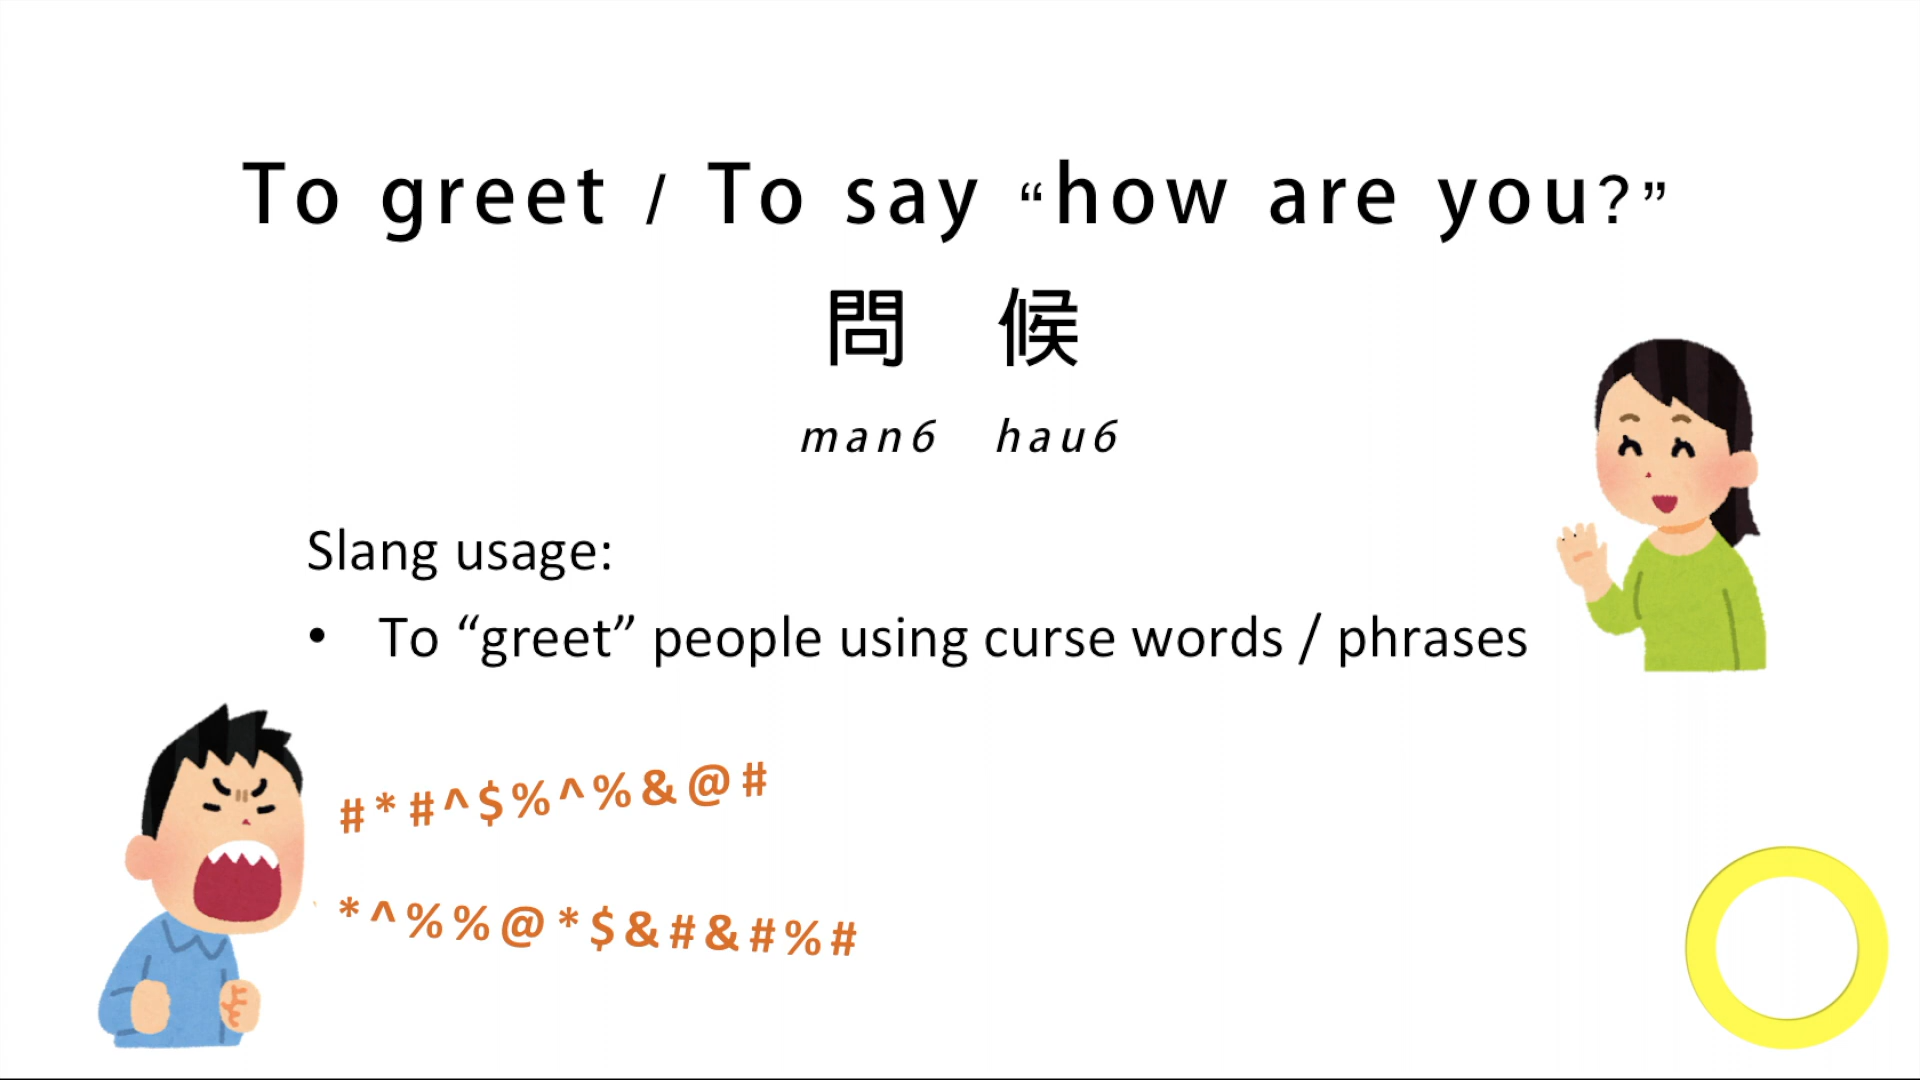 To greet / To say “how are you?”
問 候
man6 hau6
Slang usage:
• To “greet” people using curse words / phrases
#*#^$%^%&@#
*^%%@*$&#&#%#